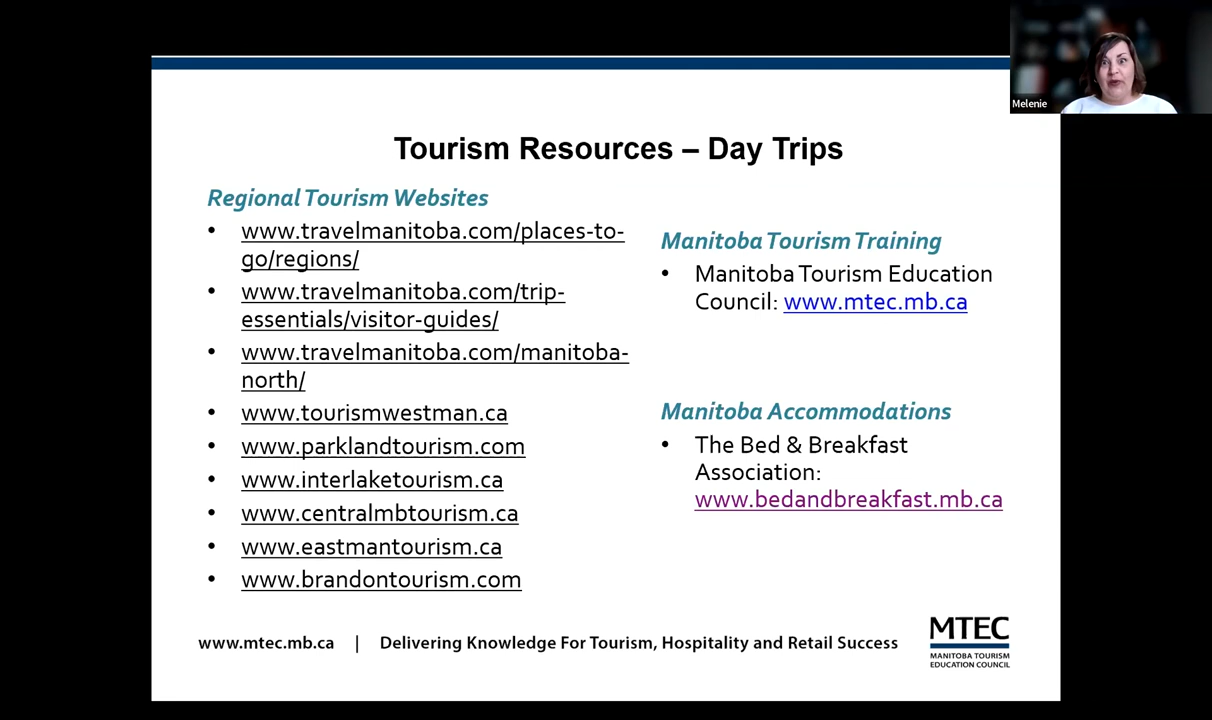 Melenie
Tourism Resources – Day Trips
Regional Tourism Websites
• www.travelmanitoba.com/places-to-
go/regions/
• www.travelmanitoba.com/trip-
essentials/visitor-guides/
• www.travelmanitoba.com/manitoba-
north/
• www.tourismwestman.ca
• www.parklandtourism.com
• www.interlaketourism.ca
• www.centralmbtourism.ca
• www.eastmantourism.ca
• www.brandontourism.com
Manitoba Tourism Training
• Manitoba Tourism Education
Council: www.mtec.mb.ca
Manitoba Accommodations
• The Bed & Breakfast
Association:
www.bedandbreakfast.mb.ca
www.mtec.mb.ca | Delivering Knowledge For Tourism, Hospitality and Retail Success
MTEC
MANITOBA TOURISM
EDUCATION COUNCIL